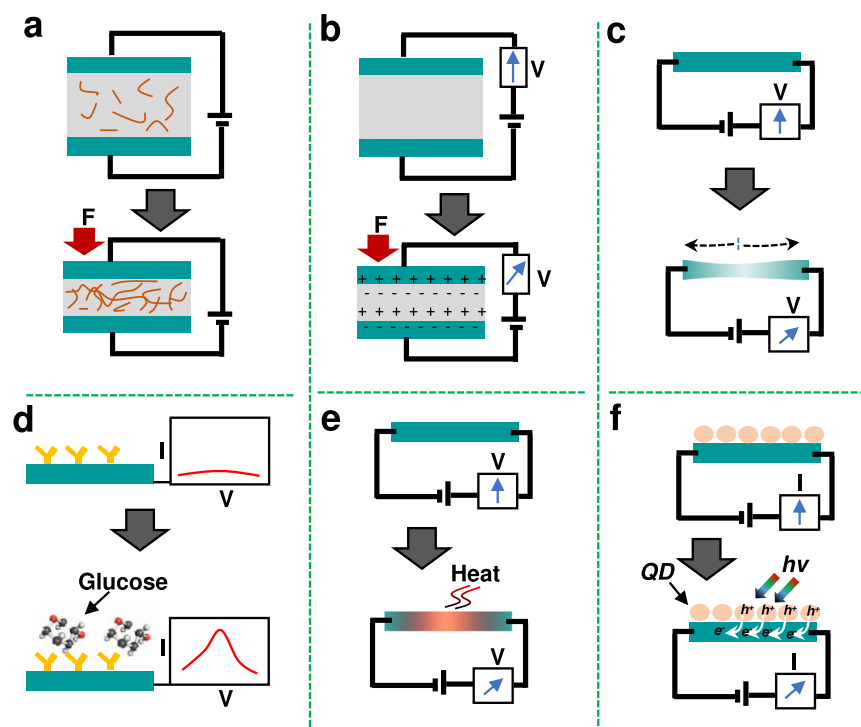 a
F
b
V
F
+ + + + + + + +
- - - - - - - -
+ + + + + + + +
- - - - - - - -
V
c
V
V
d
I
V
Glucose
I
V
e
V
Heat
V
f
I
QD
hv
h+ h+ h+ h+
e- e- e- e-
I